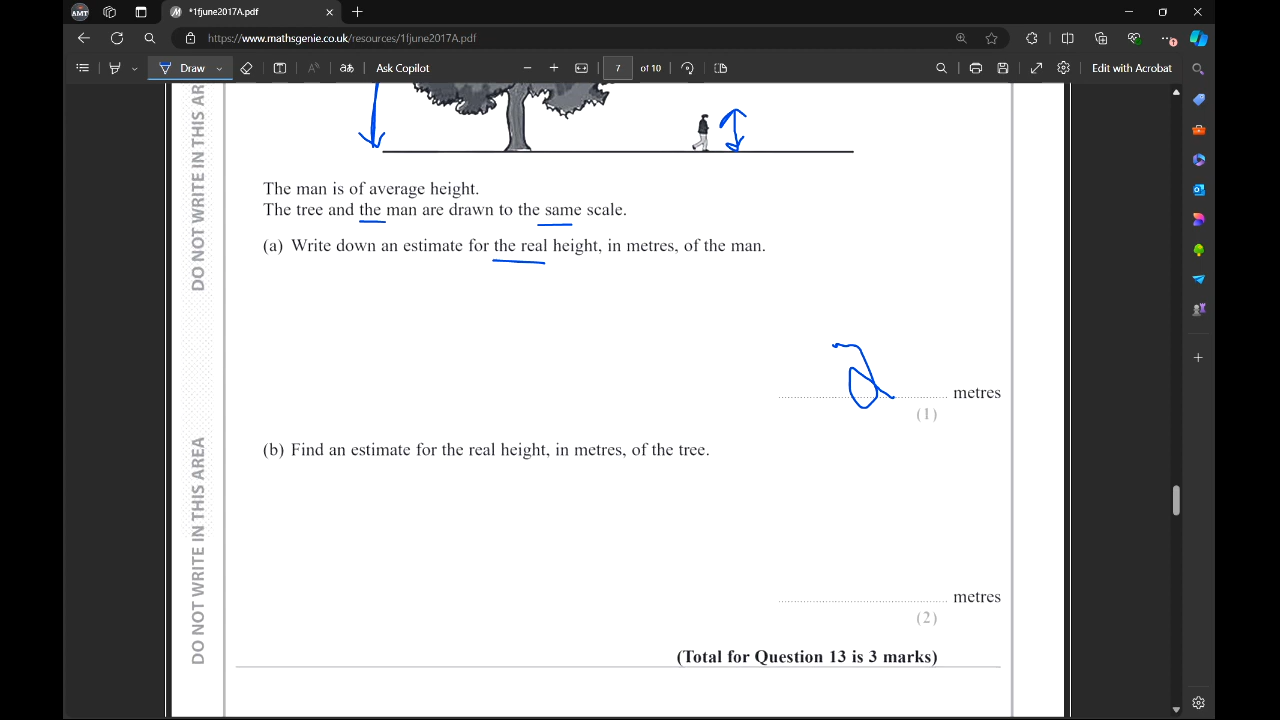 AMT
*1fjune2017A.pdf
https://www.mathsgenie.co.uk/resources/1fjune2017A.pdf
Draw
Ask Copilot
7
of 10
Edit with Acrobat
DO NOT WRITE IN THIS AR
The man is of average height.
The tree and the man are drawn to the same scale.
(a) Write down an estimate for the real height, in metres, of the man.
2
metres
(1)
DO NOT WRITE IN THIS AREA
(b) Find an estimate for the real height, in metres, of the tree.
metres
(2)
(Total for Question 13 is 3 marks)